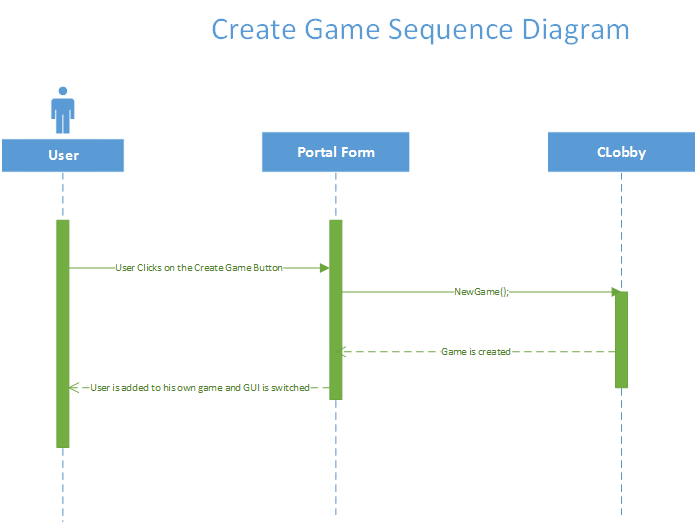 Create Game Sequence Diagram
User
Portal Form
CLobby
User Clicks on the Create Game Button
NewGame();
Game is created
User is added to his own game and GUI is switched